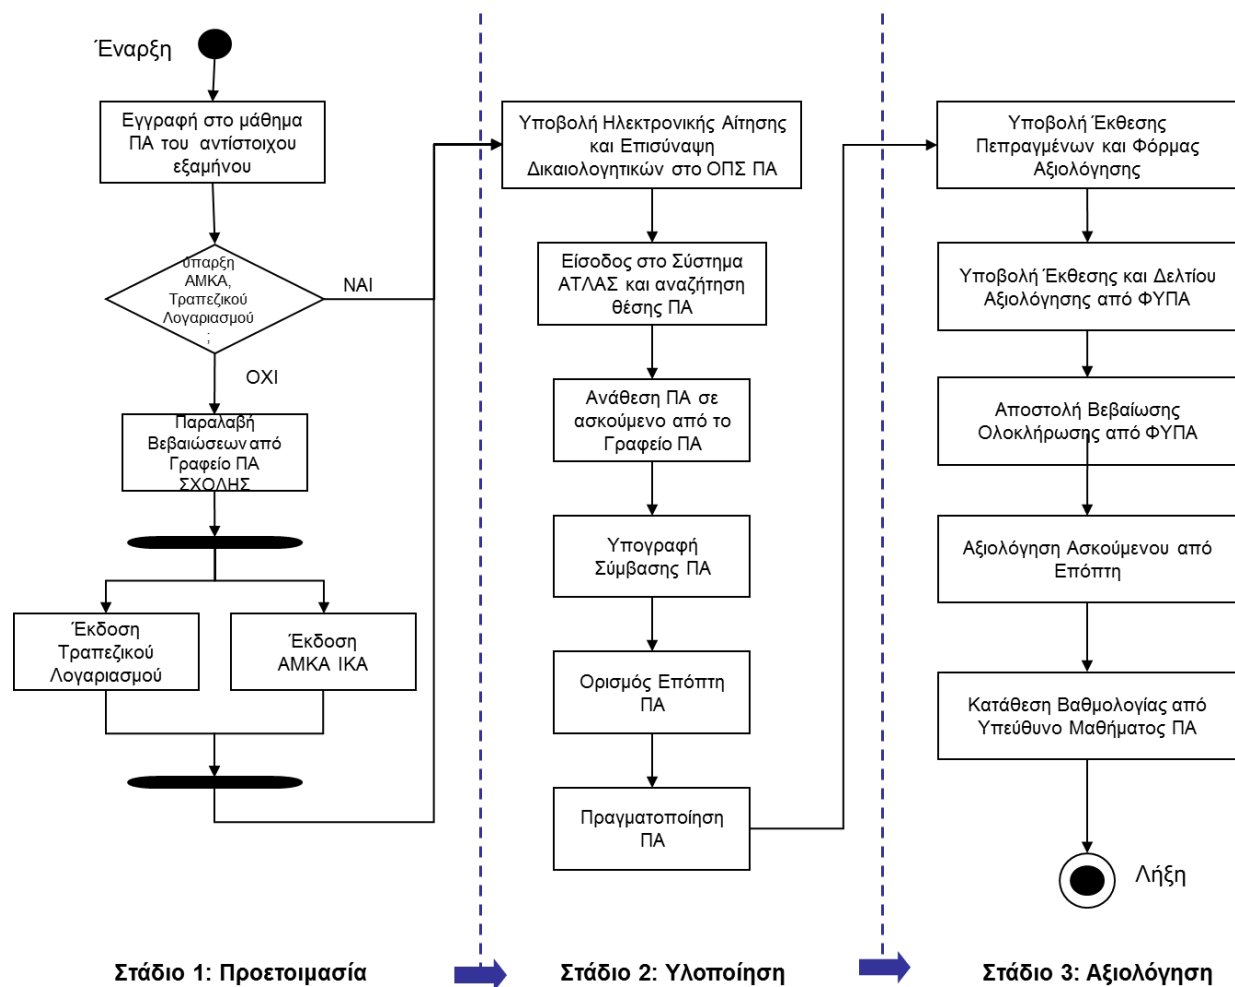 Έναρξη
Εγγραφή στο μάθημα
ΠΑ του αντίστοιχου
εξαμήνου
ύπαρξη
ΑΜΚΑ,
Τραπεζικού
Λογαριασμού
;
ΝΑΙ
ΟΧΙ
Παραλαβή
Βεβαιώσεων από
Γραφείο ΠΑ
ΣΧΟΛΗΣ
Έκδοση
Τραπεζικού
Λογαριασμού
Έκδοση
ΑΜΚΑ ΙΚΑ
Στάδιο 1: Προετοιμασία
Υποβολή Ηλεκτρονικής Αίτησης
και Επισύναψη
Δικαιολογητικών στο ΟΠΣ ΠΑ
Είσοδος στο Σύστημα
ΑΤΛΑΣ και αναζήτηση
θέσης ΠΑ
Ανάθεση ΠΑ σε
ασκούμενο από το
Γραφείο ΠΑ
Υπογραφή
Σύμβασης ΠΑ
Ορισμός Επόπτη
ΠΑ
Πραγματοποίηση
ΠΑ
Στάδιο 2: Υλοποίηση
Υποβολή Έκθεσης
Πεπραγμένων και Φόρμας
Αξιολόγησης
Υποβολή Έκθεσης και Δελτίου
Αξιολόγησης από ΦΥΠΑ
Αποστολή Βεβαίωσης
Ολοκλήρωσης από ΦΥΠΑ
Αξιολόγηση Ασκούμενου από
Επόπτη
Κατάθεση Βαθμολογίας από
Υπεύθυνο Μαθήματος ΠΑ
Λήξη
Στάδιο 3: Αξιολόγηση